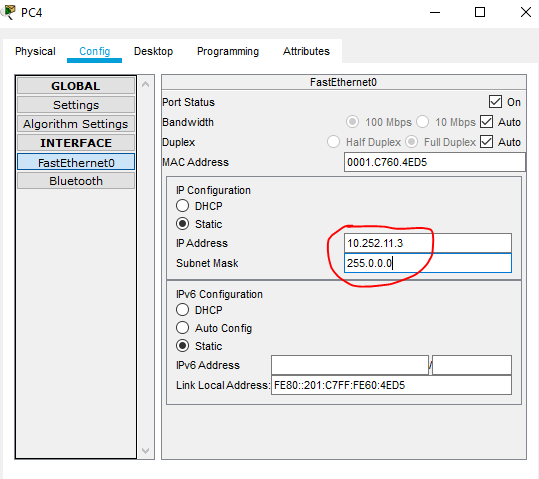 PC4
Physical Config Desktop Programming Attributes
GLOBAL
Settings
Algorithm Settings
INTERFACE
FastEthernet0
Bluetooth
FastEthernet0
Port Status On
Bandwidth 100 Mbps 10 Mbps Auto
Duplex Half Duplex Full Duplex Auto
MAC Address 0001.C760.4ED5
IP Configuration
DHCP
Static
IP Address 10.252.11.3
Subnet Mask 255.0.0.0
IPv6 Configuration
DHCP
Auto Config
Static
IPv6 Address /
Link Local Address: FE80::201:C7FF:FE60:4ED5